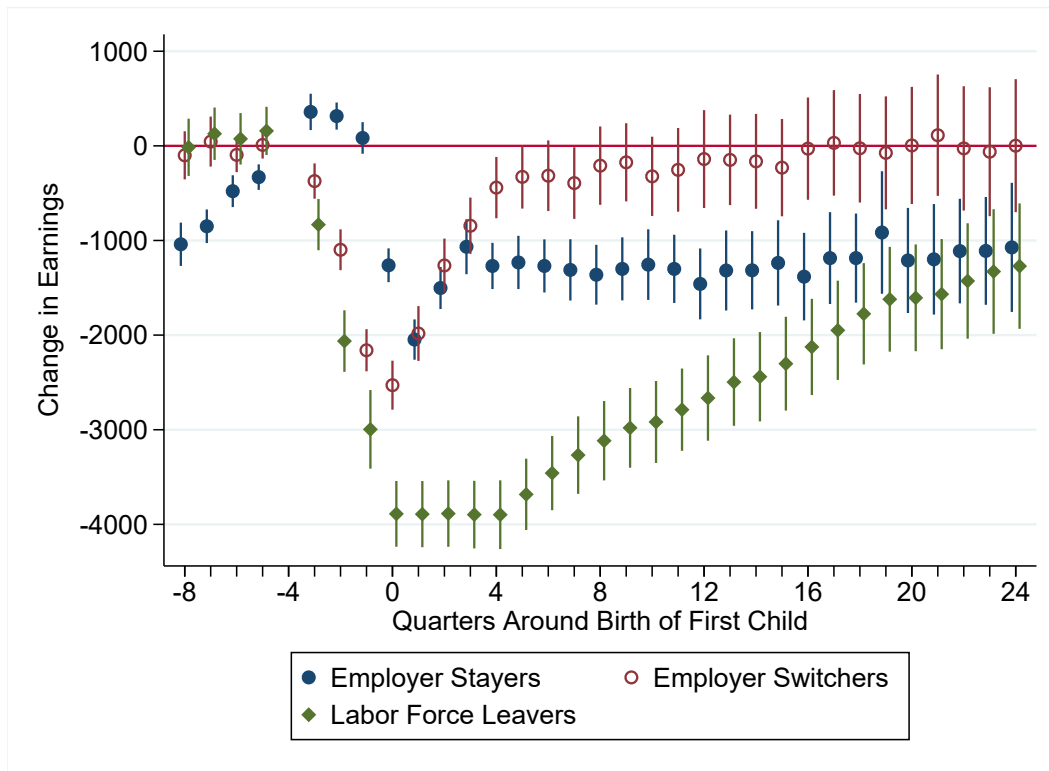 Change in Earnings
1000
0
-1000
-2000
-3000
-4000
-8 -4 0 4 8 12 16 20 24
Quarters Around Birth of First Child
Employer Stayers Employer Switchers
Labor Force Leavers